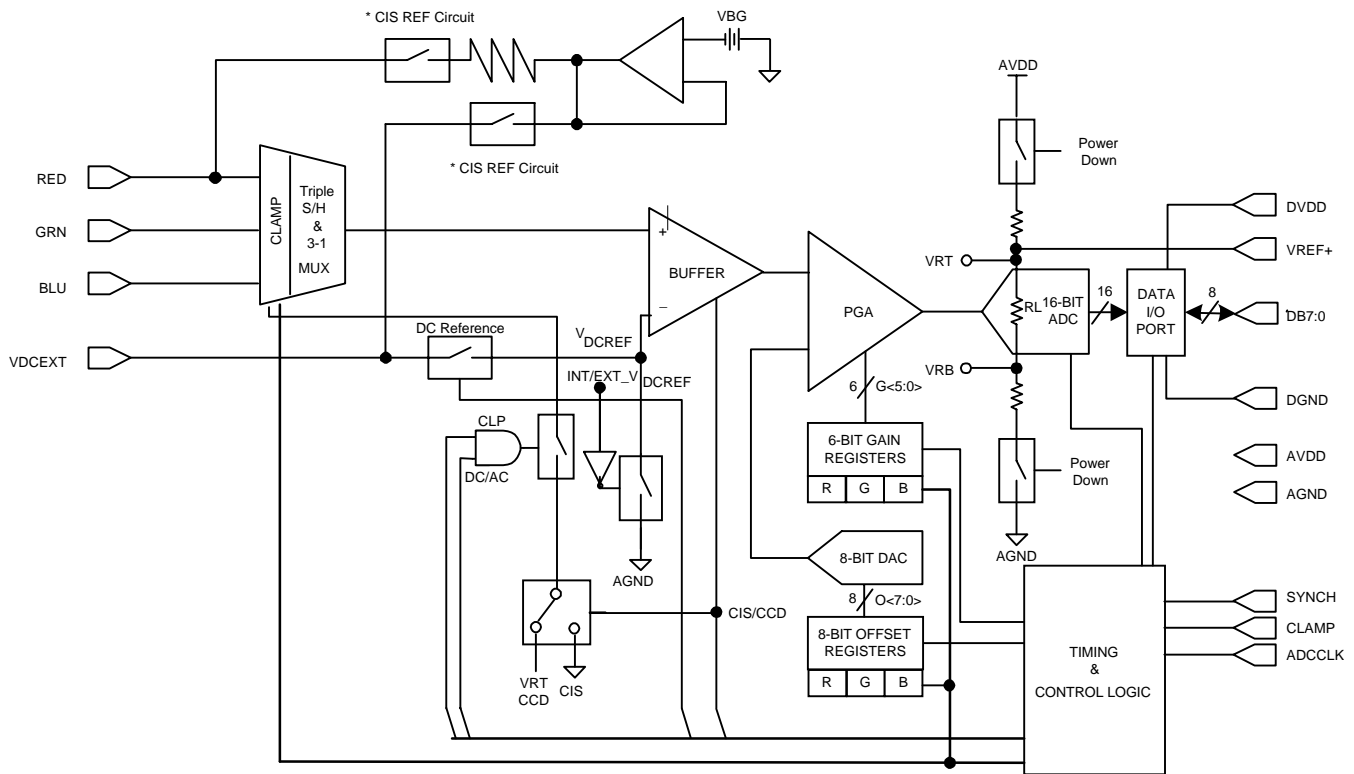 * CIS REF Circuit
VBG
AVDD
Power
Down
* CIS REF Circuit
RED
GRN
BLU
VDCEXT
CLAMP
Triple
S/H
&
3-1
MUX
+
BUFFER
–
DC Reference
VDCREF
INT/EXT_VDCREF
CLP
DC/AC
AGND
VRT
CCD
CIS
CIS/CCD
PGA
6
G<5:0>
6-BIT GAIN
REGISTERS
R G B
8-BIT DAC
8
O<7:0>
8-BIT OFFSET
REGISTERS
R G B
VRT
RL
16-BIT
ADC
VRB
Power
Down
AGND
16
DATA
I/O
PORT
8
DVDD
VREF+
DB7:0
DGND
AVDD
AGND
TIMING
&
CONTROL LOGIC
SYNCH
CLAMP
ADCCLK